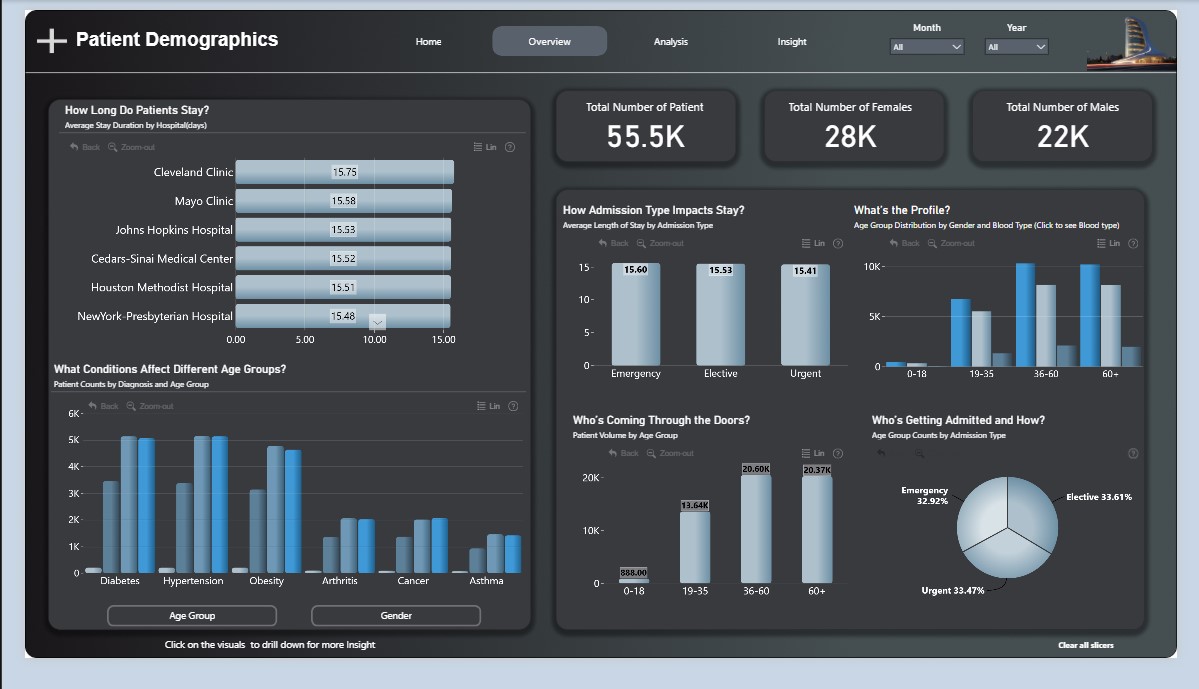 Patient Demographics
Home
Overview
Analysis
Insight
Month
All
Year
All
How Long Do Patients Stay?
Average Stay Duration by Hospital(days)
Back
Zoom-out
Lin
?
Cleveland Clinic
15.75
Mayo Clinic
15.58
Johns Hopkins Hospital
15.53
Cedars-Sinai Medical Center
15.52
Houston Methodist Hospital
15.51
NewYork-Presbyterian Hospital
15.48
0.00 5.00 10.00 15.00
What Conditions Affect Different Age Groups?
Patient Counts by Diagnosis and Age Group
Back
Zoom-out
Lin
?
6K
5K
4K
3K
2K
1K
0
Diabetes Hypertension Obesity Arthritis Cancer Asthma
Age Group
Gender
Click on the visuals to drill down for more Insight
Total Number of Patient
55.5K
Total Number of Females
28K
Total Number of Males
22K
How Admission Type Impacts Stay?
Average Length of Stay by Admission Type
Back
Zoom-out
Lin
?
15
10
5
0
15.60
15.53
15.41
Emergency Elective Urgent
What's the Profile?
Age Group Distribution by Gender and Blood Type (Click to see Blood type)
Back
Zoom-out
Lin
?
10K
5K
0
0-18 19-35 36-60 60+
Who's Coming Through the Doors?
Patient Volume by Age Group
Back
Zoom-out
Lin
?
20K
10K
0
888.00
13.64K
20.60K
20.37K
0-18 19-35 36-60 60+
Who's Getting Admitted and How?
Age Group Counts by Admission Type
?
Emergency
32.92%
Elective 33.61%
Urgent 33.47%
Clear all slicers